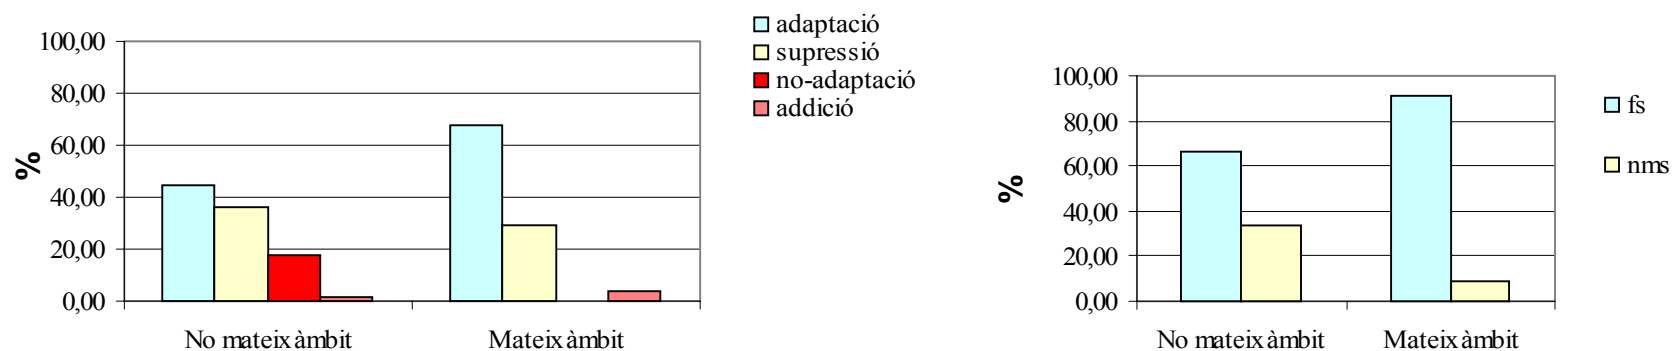 adaptació
supressió
no-adaptació
addició
100,00
80,00
60,00
40,00
20,00
0,00
%
No mateix àmbit
Mateix àmbit
100,00
80,00
60,00
40,00
20,00
0,00
%
No mateix àmbit
Mateix àmbit
fs
nms